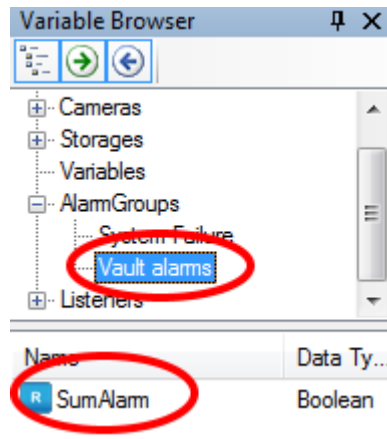 Variable Browser
Cameras
Storages
Variables
AlarmGroups
System Failure
Vault alarms
Listeners
Name Data Ty...
R SumAlarm Boolean